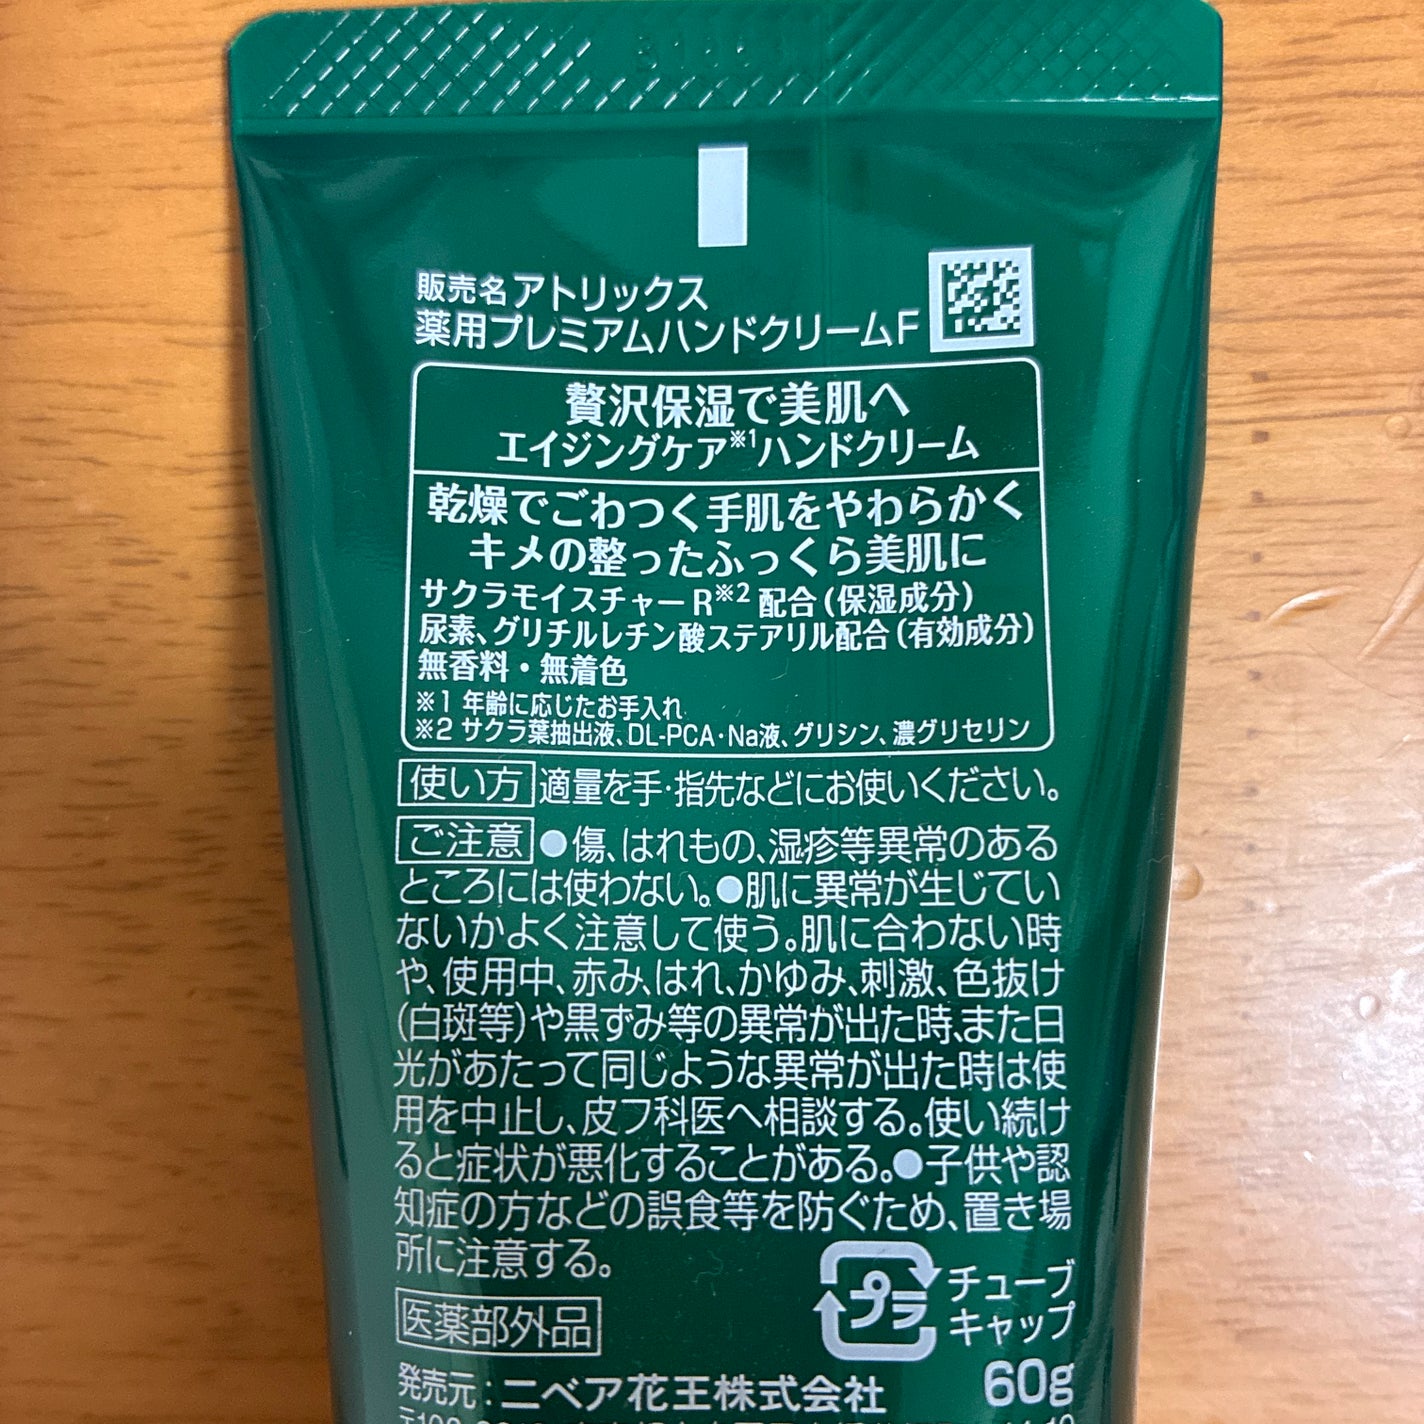 販売名アトリックス
薬用プレミアムハンドクリームF
贅沢保湿で美肌へ
エイジングケア※1ハンドクリーム
乾燥でごわつく手肌をやわらかく
キメの整ったふっくら美肌に
サクラモイスチャーR※2 配合(保湿成分)
尿素、グリチルレチン酸ステアリル配合(有効成分)
無香料・無着色
※1 年齢に応じたお手入れ
※2 サクラ葉抽出液、DL-PCA・Na液、グリシン、濃グリセリン
使い方 適量を手・指先などにお使いください。
ご注意 ●傷、はれもの、湿疹等異常のある
ところには使わない。●肌に異常が生じてい
ないかよく注意して使う。肌に合わない時
や、使用中、赤み、はれ、かゆみ、刺激、色抜け
(白斑等)や黒ずみ等の異常が出た時、また日
光があたって同じような異常が出た時は使
用を中止し、皮フ科医へ相談する。使い続け
ると症状が悪化することがある。●子供や認
知症の方などの誤食等を防ぐため、置き場
所に注意する。
プラ チューブ
キャップ
医薬部外品
発売元：ニベア花王株式会社 60g